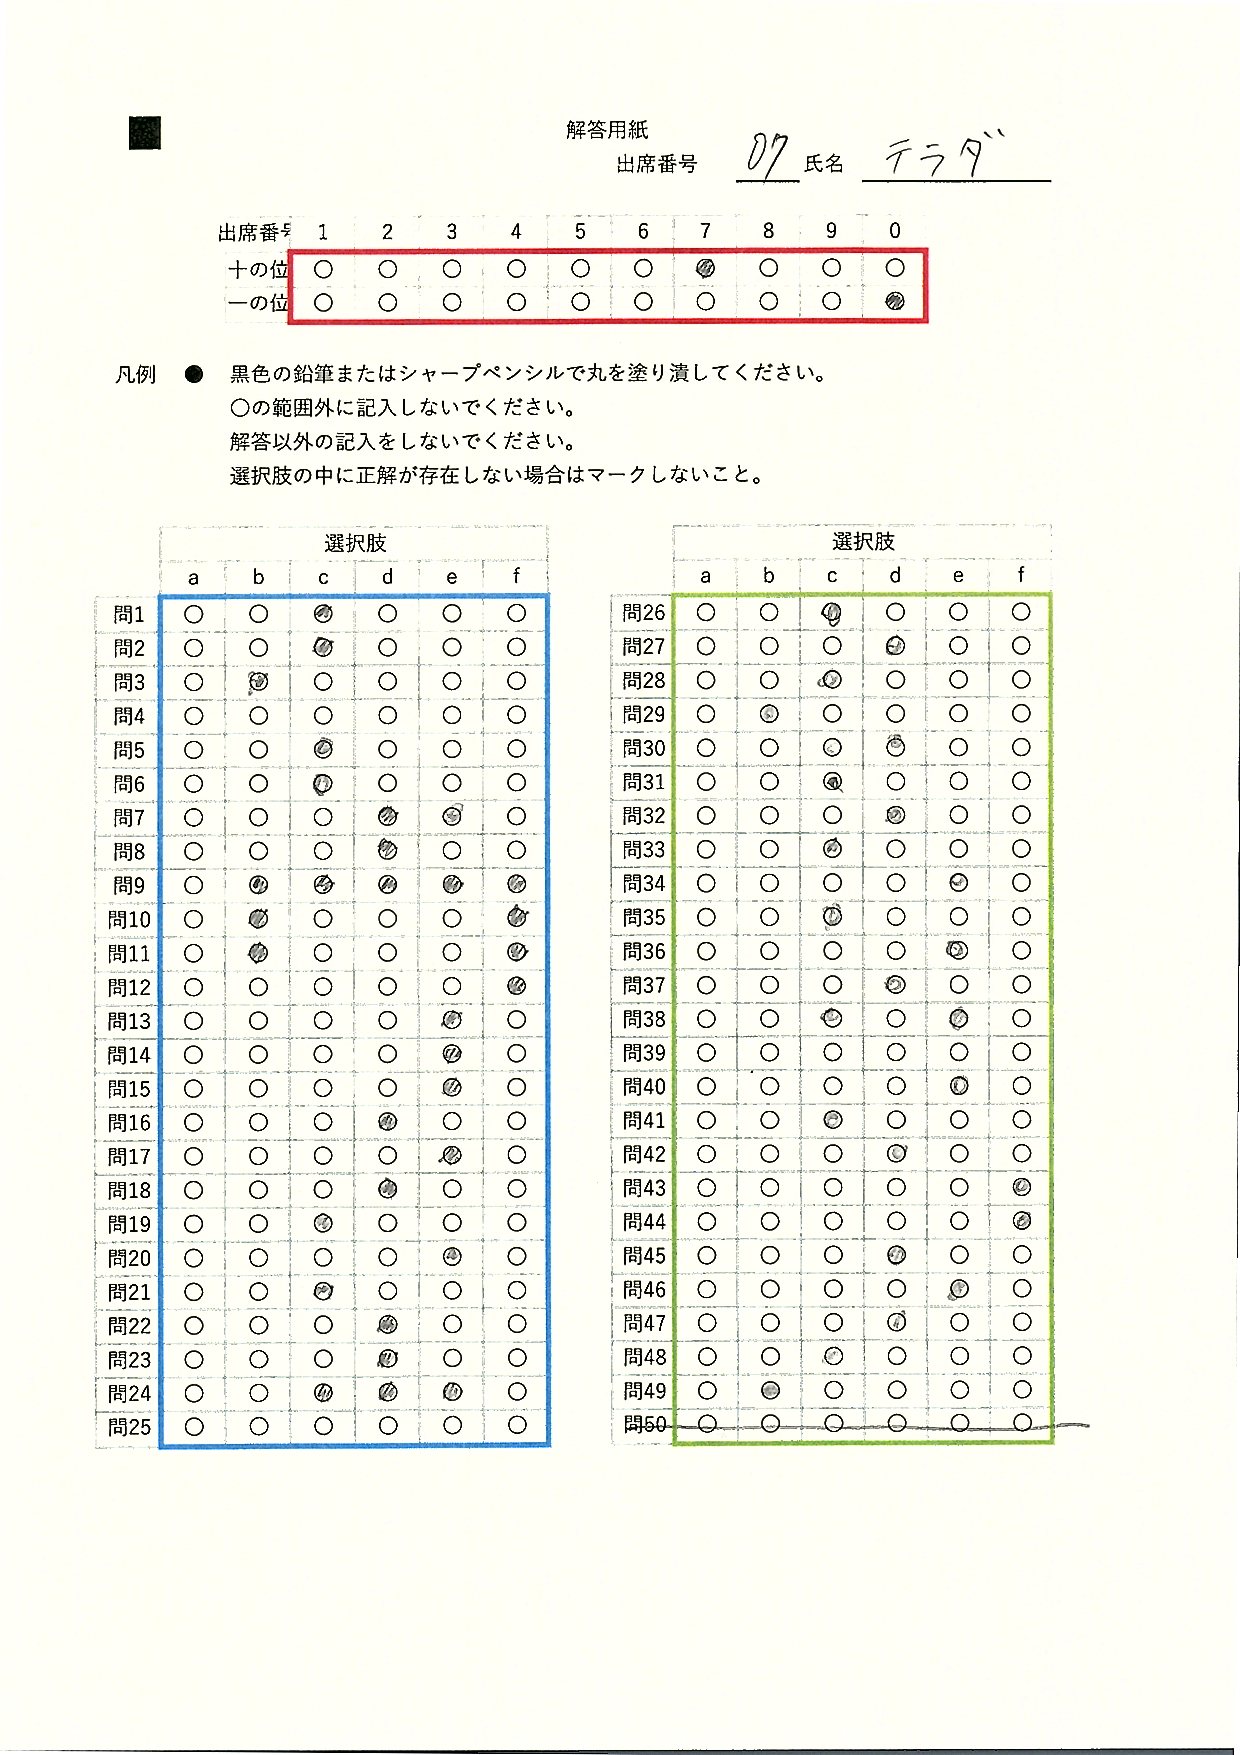 解答用紙
出席番号 07 氏名 テラダ
出席番号 1 2 3 4 5 6 7 8 9 0
十の位
一の位
凡例 ● 黒色の鉛筆またはシャープペンシルで丸を塗り潰してください。
〇の範囲外に記入しないでください。
解答以外の記入をしないでください。
選択肢の中に正解が存在しない場合はマークしないこと。
選択肢
a b c d e f
問1
問2
問3
問4
問5
問6
問7
問8
問9
問10
問11
問12
問13
問14
問15
問16
問17
問18
問19
問20
問21
問22
問23
問24
問25
選択肢
a b c d e f
問26
問27
問28
問29
問30
問31
問32
問33
問34
問35
問36
問37
問38
問39
問40
問41
問42
問43
問44
問45
問46
問47
問48
問49
問50